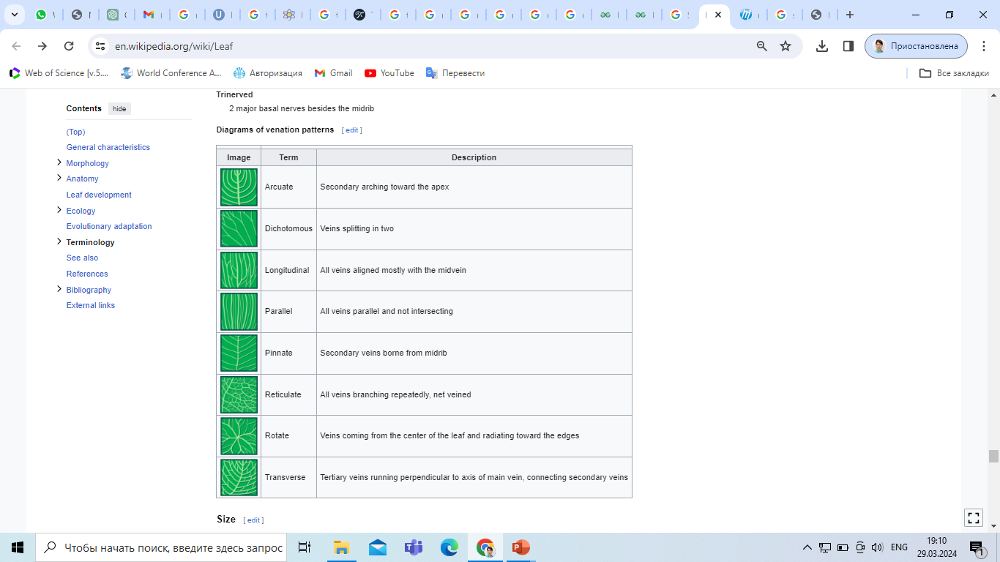 en.wikipedia.org/wiki/Leaf
Приостановлена
Web of Science [v.5....
World Conference A...
Авторизация
Gmail
YouTube
Перевести
Все закладки
Contents hide
(Top)
General characteristics
Morphology
Anatomy
Leaf development
Ecology
Evolutionary adaptation
Terminology
See also
References
Bibliography
External links
Trinerved
2 major basal nerves besides the midrib
Diagrams of venation patterns [ edit ]
Image Term Description
Arcuate Secondary arching toward the apex
Dichotomous Veins splitting in two
Longitudinal All veins aligned mostly with the midvein
Parallel All veins parallel and not intersecting
Pinnate Secondary veins borne from midrib
Reticulate All veins branching repeatedly, net veined
Rotate Veins coming from the center of the leaf and radiating toward the edges
Transverse Tertiary veins running perpendicular to axis of main vein, connecting secondary veins
Size [ edit ]
Чтобы начать поиск, введите здесь запрос
ENG
19:10
29.03.2024
1